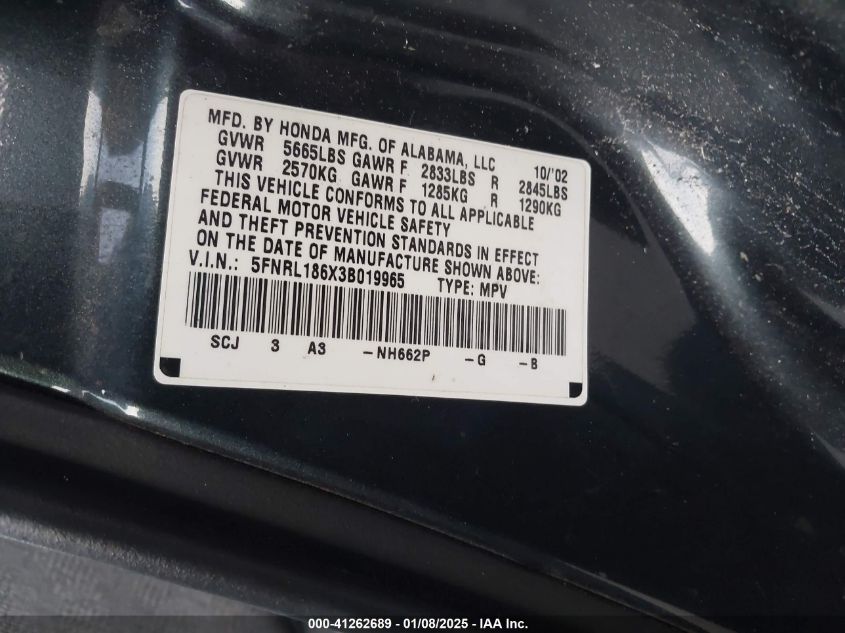 MFD. BY HONDA MFG. OF ALABAMA, LLC 10/'02
GVWR 5665LBS GAWR F 2833LBS R 2845LBS
GVWR 2570KG GAWR F 1285KG R 1290KG
THIS VEHICLE CONFORMS TO ALL APPLICABLE
FEDERAL MOTOR VEHICLE SAFETY
AND THEFT PREVENTION STANDARDS IN EFFECT
ON THE DATE OF MANUFACTURE SHOWN ABOVE:
V.I.N.: 5FNRL186X3B019965 TYPE: MPV
SCJ 3 A3 -NH662P -G -B
000-41262689 - 01/08/2025 - IAA Inc.